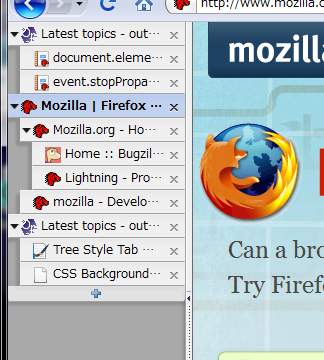 http://www.mozilla.c
Latest topics - out…
document.eleme…
event.stopPropa…
Mozilla | Firefox …
Mozilla.org - Ho…
Home :: Bugzil…
Lightning - Pro…
mozilla - Develo…
Latest topics - out…
Tree Style Tab …
CSS Background…
mozilla
Can a bro
Try Firef